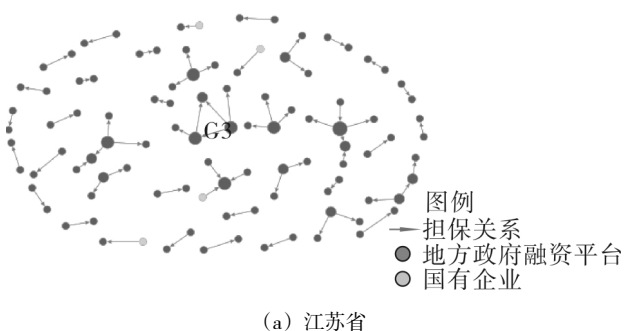 G3
图例
担保关系
地方政府融资平台
国有企业
（a）江苏省